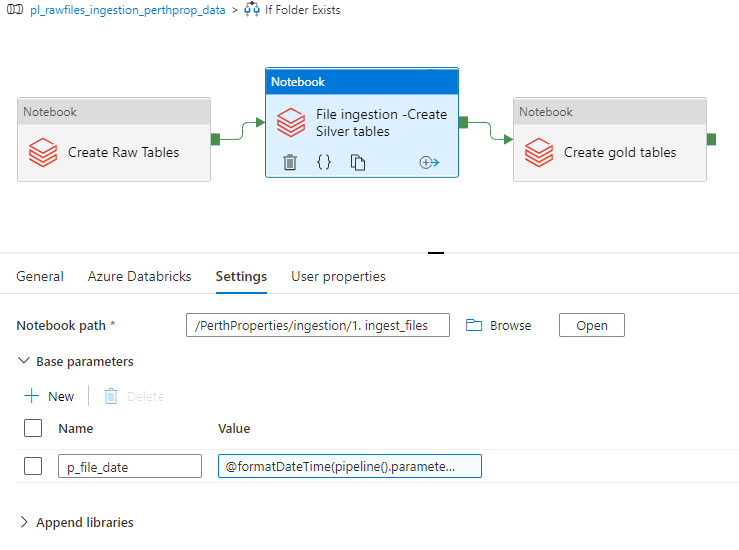 pl_rawfiles_ingestion_perthprop_data > If Folder Exists
Notebook
Create Raw Tables
Notebook
File ingestion -Create
Silver tables
{}
Notebook
Create gold tables
General Azure Databricks Settings User properties
Notebook path * /PerthProperties/ingestion/1. ingest_files Browse Open
Base parameters
New Delete
Name Value
p_file_date @formatDateTime(pipeline().paramete...
Append libraries